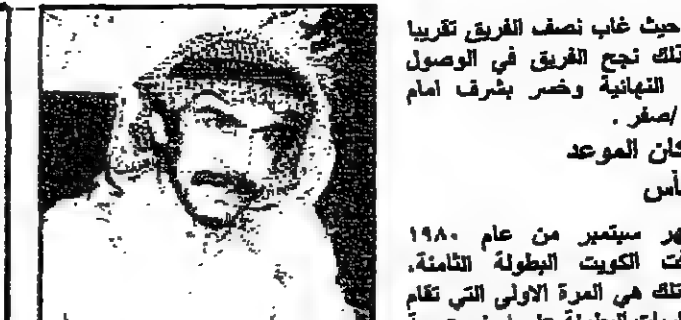 حيث غاب نصف الفريق تقريبا
تلك نجح الفريق في الوصول
النهائية وخسر بشرف امام
/صفر .
كان الموعد
أس
هر سبتمبر من عام ١٩٨٠
ت الكويت البطولة الثامنة.
تلك هي المرة الاولى التي تقام